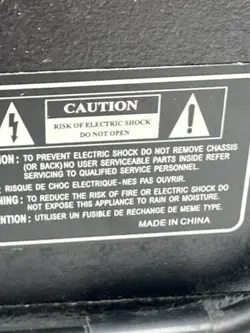 CAUTION
RISK OF ELECTRIC SHOCK
DO NOT OPEN
ION : TO PREVENT ELECTRIC SHOCK DO NOT REMOVE CHASSIS
(OR BACK) NO USER SERVICEABLE PARTS INSIDE REFER
SERVICING TO QUALIFIED SERVICE PERSONNEL.
: RISQUE DE CHOC ELECTRIQUE-NES PAS OUVRIR.
NING : TO REDUCE THE RISK OF FIRE OR ELECTRIC SHOCK DO
NOT EXPOSE THIS APPLIANCE TO RAIN OR MOISTURE.
ENTION : UTILISER UN FUSIBLE DE RECHANGE DE MEME TYPE.
MADE IN CHINA